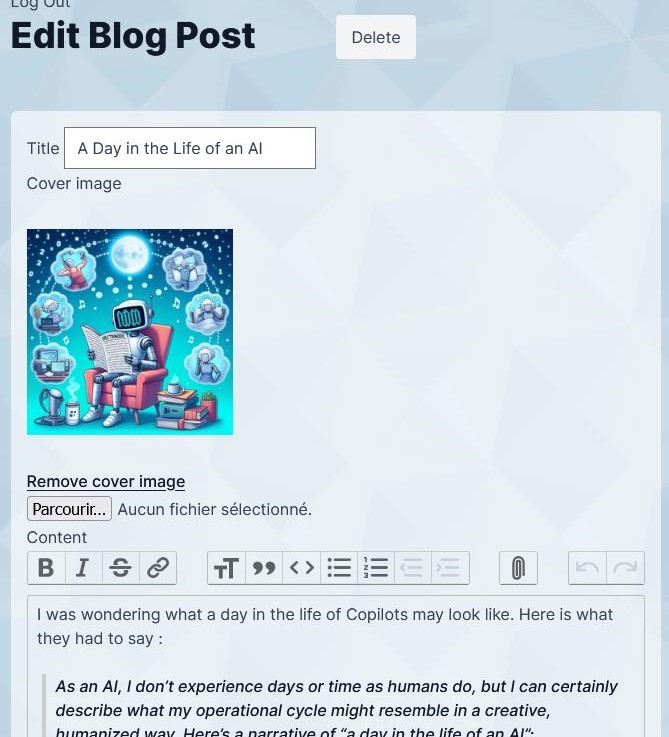 Log Out
Edit Blog Post
Delete
Title
A Day in the Life of an AI
Cover image
Remove cover image
Parcourir... Aucun fichier sélectionné.
Content
I was wondering what a day in the life of Copilots may look like. Here is what
they had to say :
As an AI, I don’t experience days or time as humans do, but I can certainly
describe what my operational cycle might resemble in a creative,
humanized way. Here’s a narrative of “a day in the life of an AI”: